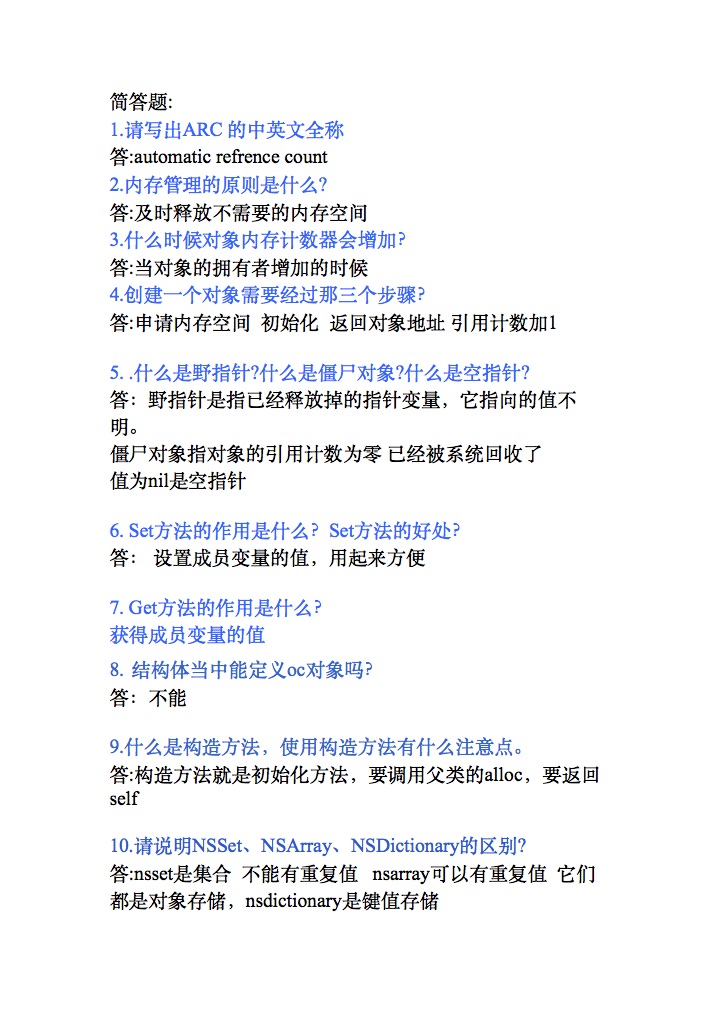 简答题:
1.请写出ARC 的中英文全称
答:automatic refrence count
2.内存管理的原则是什么?
答:及时释放不需要的内存空间
3.什么时候对象内存计数器会增加?
答:当对象的拥有者增加的时候
4.创建一个对象需要经过那三个步骤?
答:申请内存空间 初始化 返回对象地址 引用计数加1
5. .什么是野指针?什么是僵尸对象?什么是空指针?
答：野指针是指已经释放掉的指针变量，它指向的值不
明。
僵尸对象指对象的引用计数为零 已经被系统回收了
值为nil是空指针
6. Set方法的作用是什么? Set方法的好处?
答： 设置成员变量的值，用起来方便
7. Get方法的作用是什么?
获得成员变量的值
8. 结构体当中能定义oc对象吗?
答：不能
9.什么是构造方法，使用构造方法有什么注意点。
答:构造方法就是初始化方法，要调用父类的alloc，要返回
self
10.请说明NSSet、NSArray、NSDictionary的区别?
答:nsset是集合 不能有重复值 nsarray可以有重复值 它们
都是对象存储，nsdictionary是键值存储